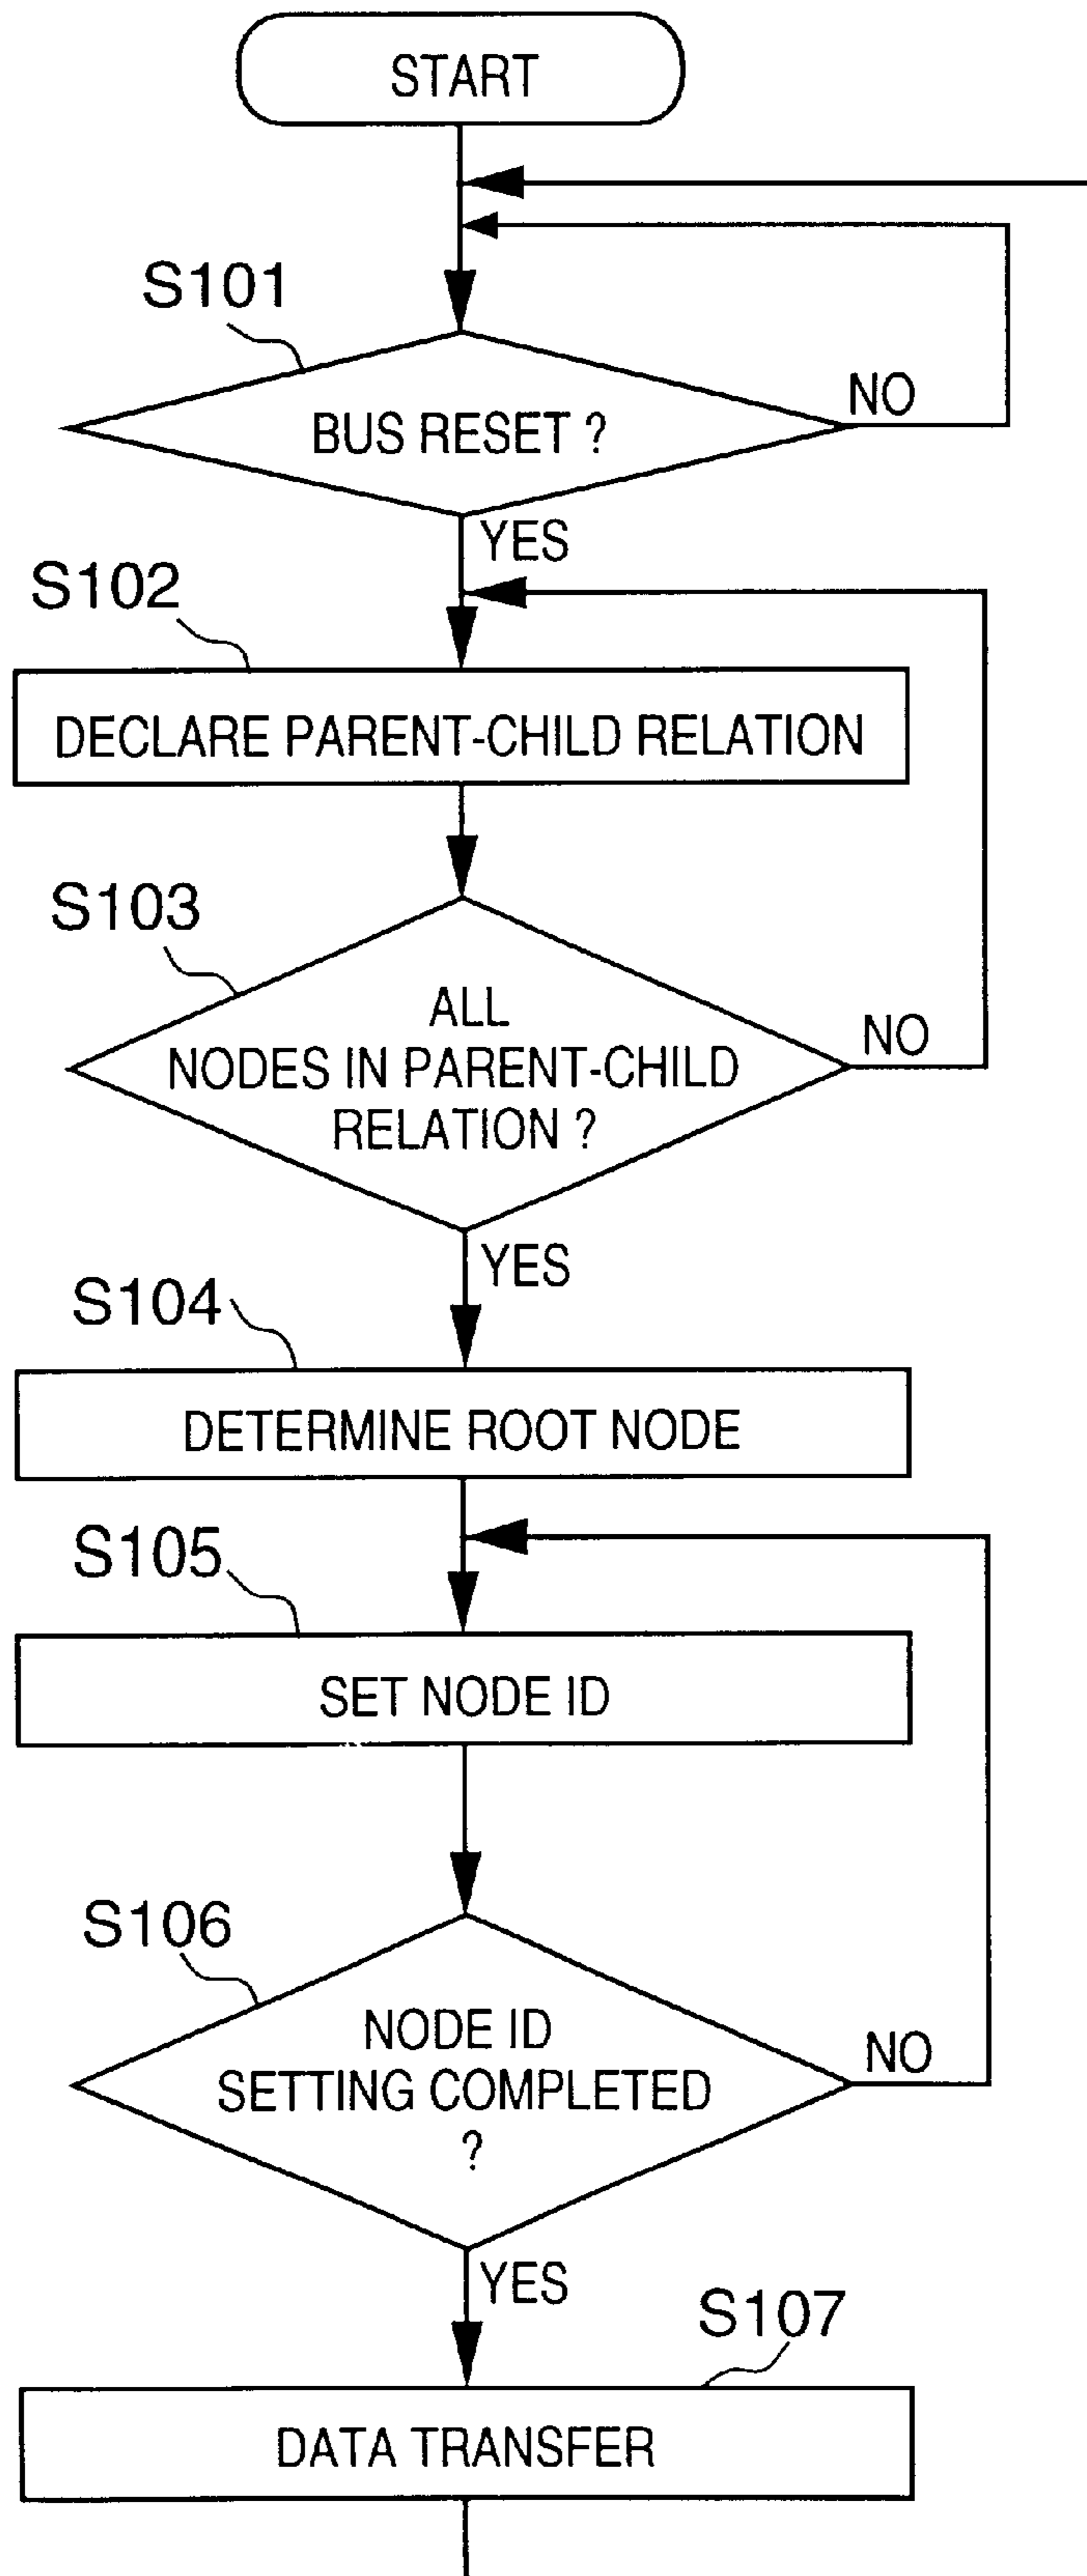 START
S101
BUS RESET ?
NO
YES
S102
DECLARE PARENT-CHILD RELATION
S103
ALL
NODES IN PARENT-CHILD
RELATION ?
NO
YES
S104
DETERMINE ROOT NODE
S105
SET NODE ID
S106
NODE ID
SETTING COMPLETED
?
NO
YES
S107
DATA TRANSFER